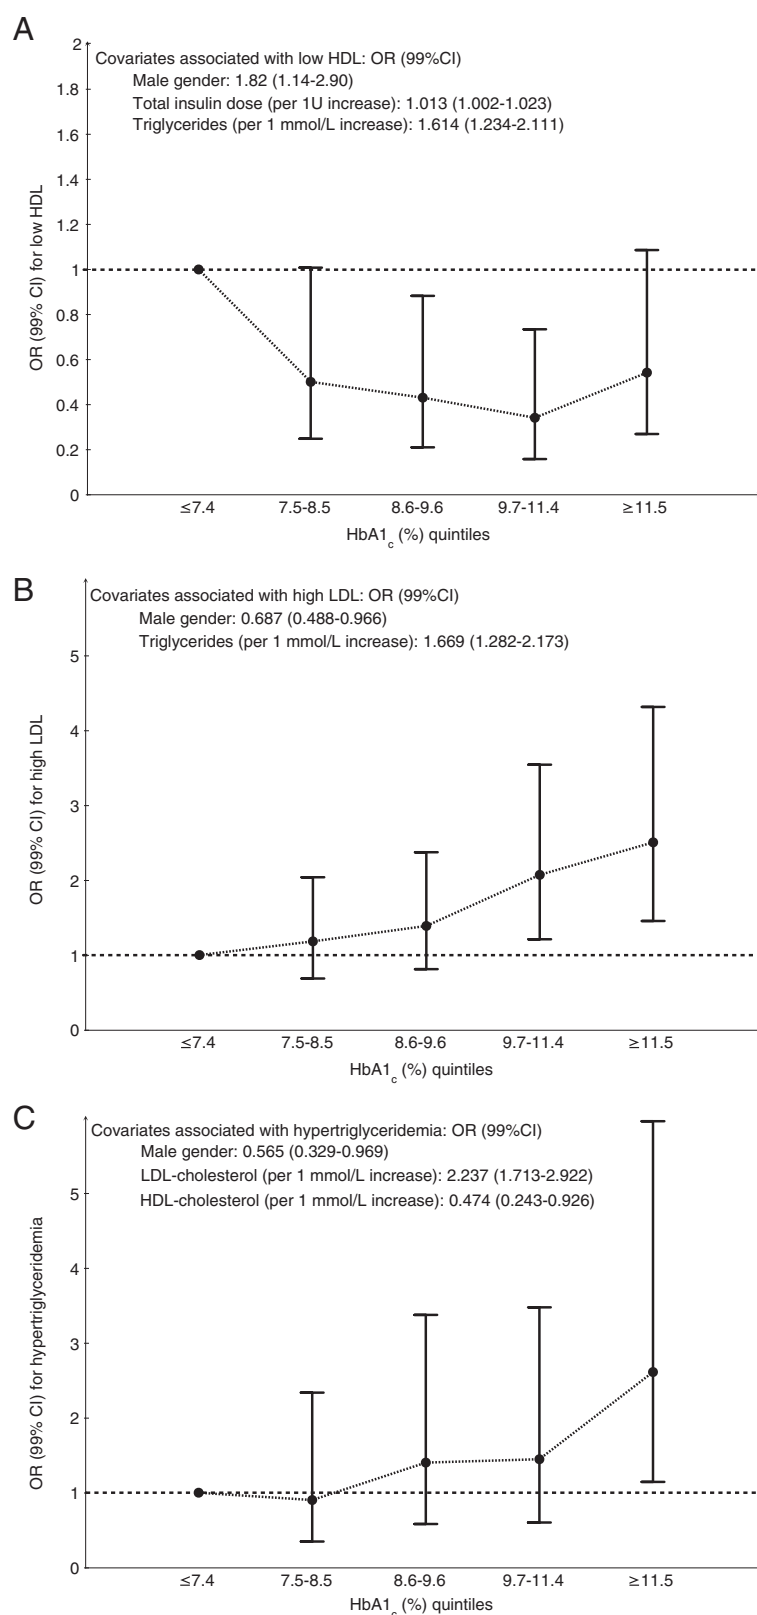 A
Covariates associated with low HDL: OR (99%CI)
Male gender: 1.82 (1.14-2.90)
Total insulin dose (per 1U increase): 1.013 (1.002-1.023)
Triglycerides (per 1 mmol/L increase): 1.614 (1.234-2.111)
OR (99% CI) for low HDL
2
1.8
1.6
1.4
1.2
1
0.8
0.6
0.4
0.2
0
≤7.4 7.5-8.5 8.6-9.6 9.7-11.4 ≥11.5
HbA1c (%) quintiles
B
Covariates associated with high LDL: OR (99%CI)
Male gender: 0.687 (0.488-0.966)
Triglycerides (per 1 mmol/L increase): 1.669 (1.282-2.173)
OR (99% CI) for high LDL
5
4
3
2
1
0
≤7.4 7.5-8.5 8.6-9.6 9.7-11.4 ≥11.5
HbA1c (%) quintiles
C
Covariates associated with hypertriglyceridemia: OR (99%CI)
Male gender: 0.565 (0.329-0.969)
LDL-cholesterol (per 1 mmol/L increase): 2.237 (1.713-2.922)
HDL-cholesterol (per 1 mmol/L increase): 0.474 (0.243-0.926)
OR (99% CI) for hypertriglyceridemia
5
4
3
2
1
0
≤7.4 7.5-8.5 8.6-9.6 9.7-11.4 ≥11.5
HbA1c (%) quintiles